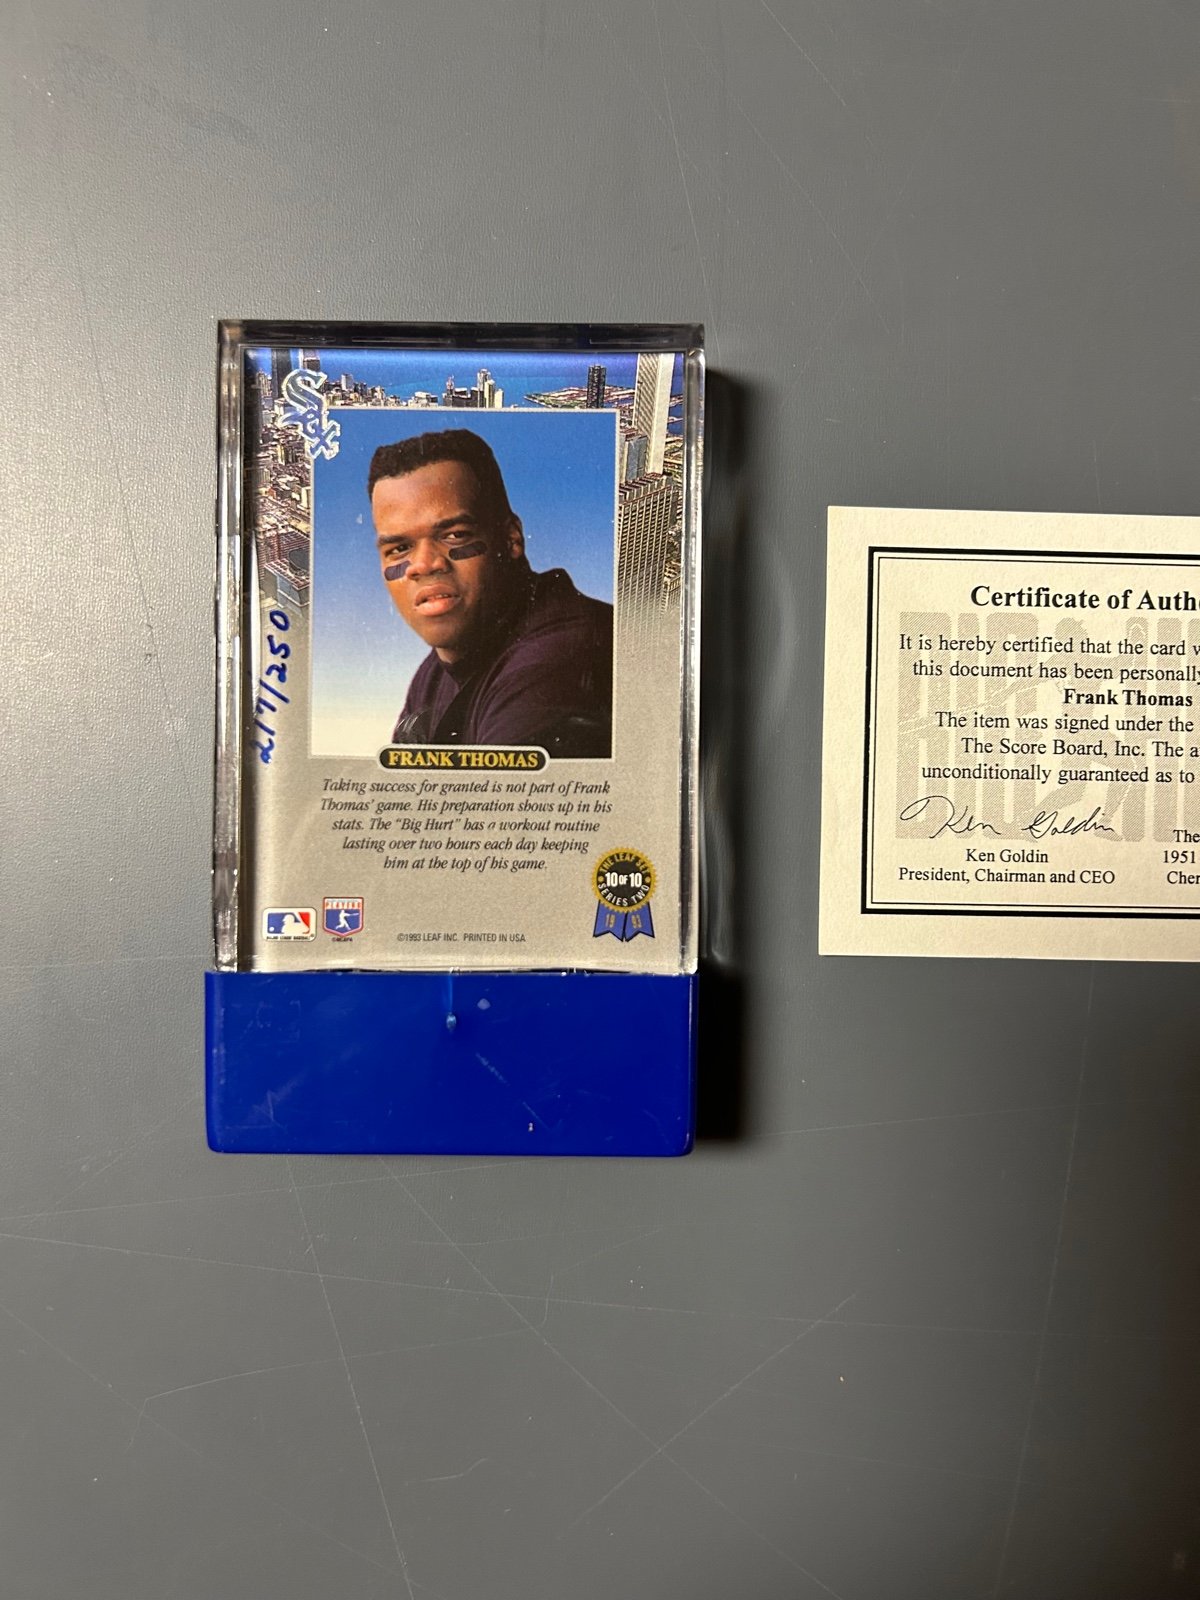 Sox
217/250
FRANK THOMAS
Taking success for granted is not part of Frank
Thomas' game. His preparation shows up in his
stats. The "Big Hurt" has a workout routine
lasting over two hours each day keeping
him at the top of his game.
THE LEAF SET
10 OF 10
SERIES TWO
19 93
PLAYERS
©1993 LEAF INC. PRINTED IN USA
Certificate of Auth
It is hereby certified that the card
this document has been personally
Frank Thomas
The item was signed under the
The Score Board, Inc. The
unconditionally guaranteed as to
Ken Goldin
Ken Goldin
The
President, Chairman and CEO
1951
Cher